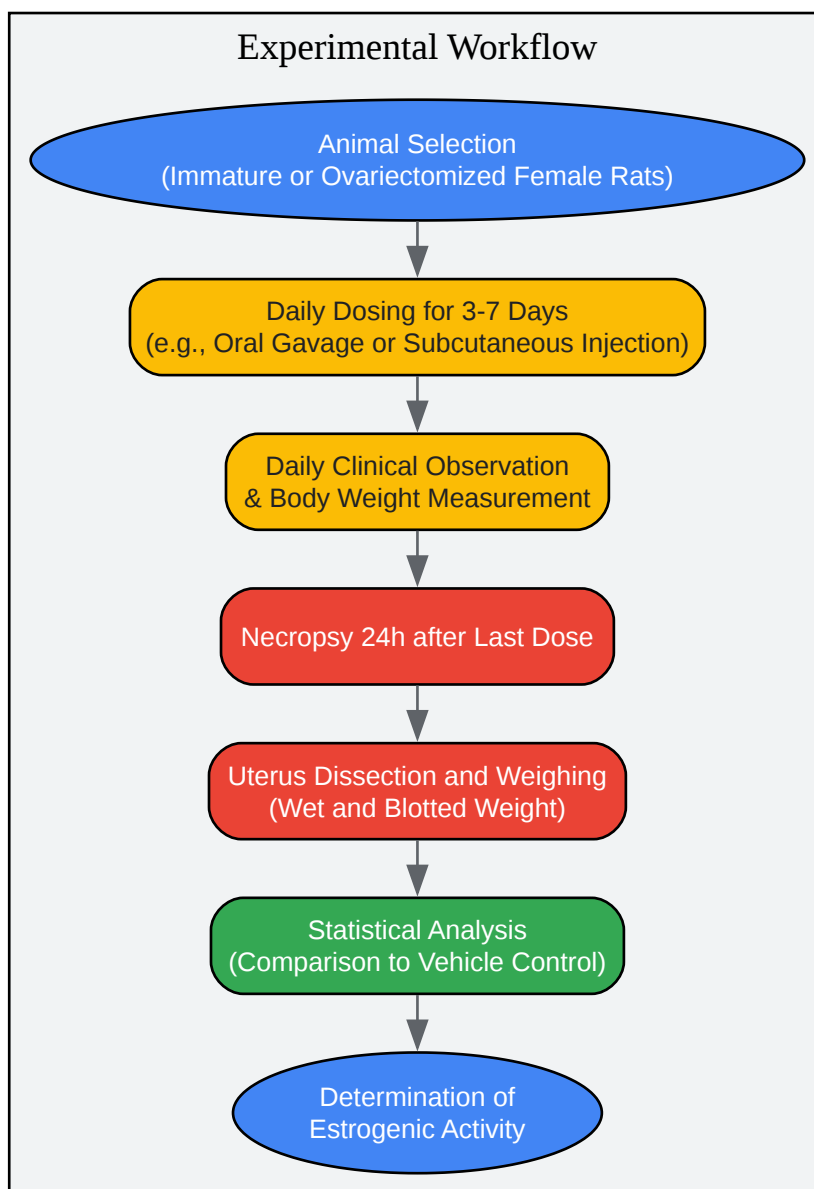 Experimental Workflow
Animal Selection
(Immature or Ovariectomized Female Rats)
Daily Dosing for 3-7 Days
(e.g., Oral Gavage or Subcutaneous Injection)
Daily Clinical Observation
& Body Weight Measurement
Necropsy 24h after Last Dose
Uterus Dissection and Weighing
(Wet and Blotted Weight)
Statistical Analysis
(Comparison to Vehicle Control)
Determination of
Estrogenic Activity